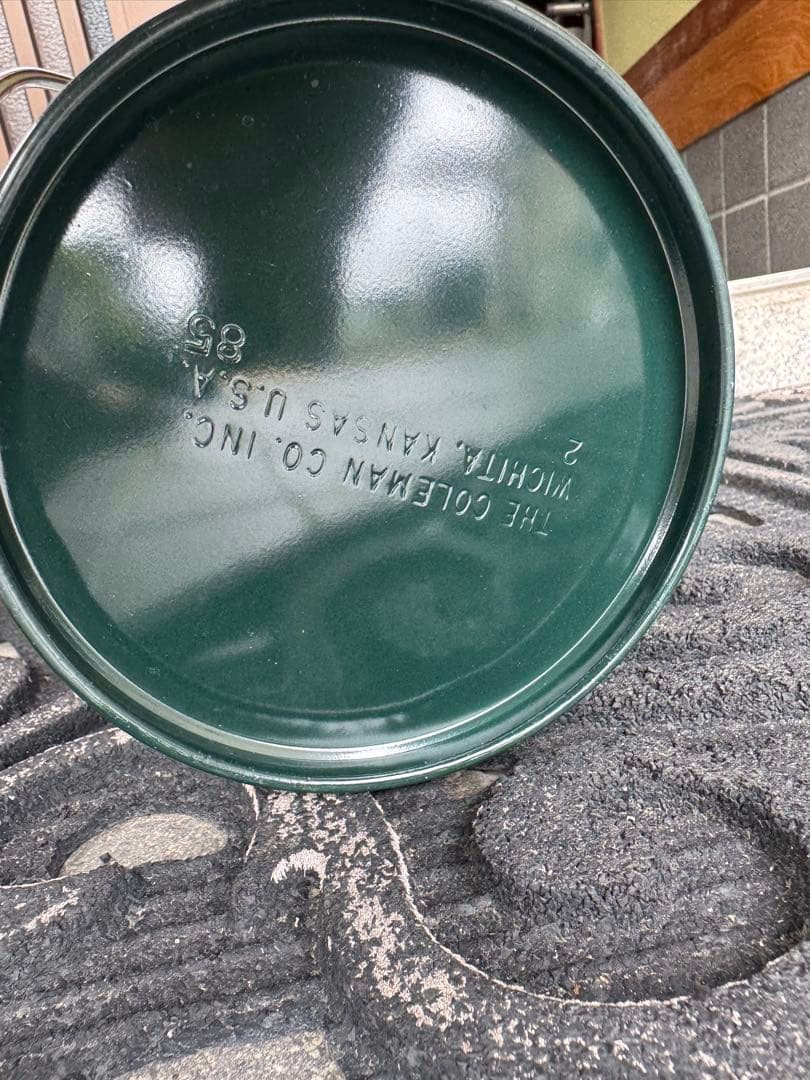 THE COLEMAN CO. INC.
WICHITA, KANSAS U.S.A.
2 85